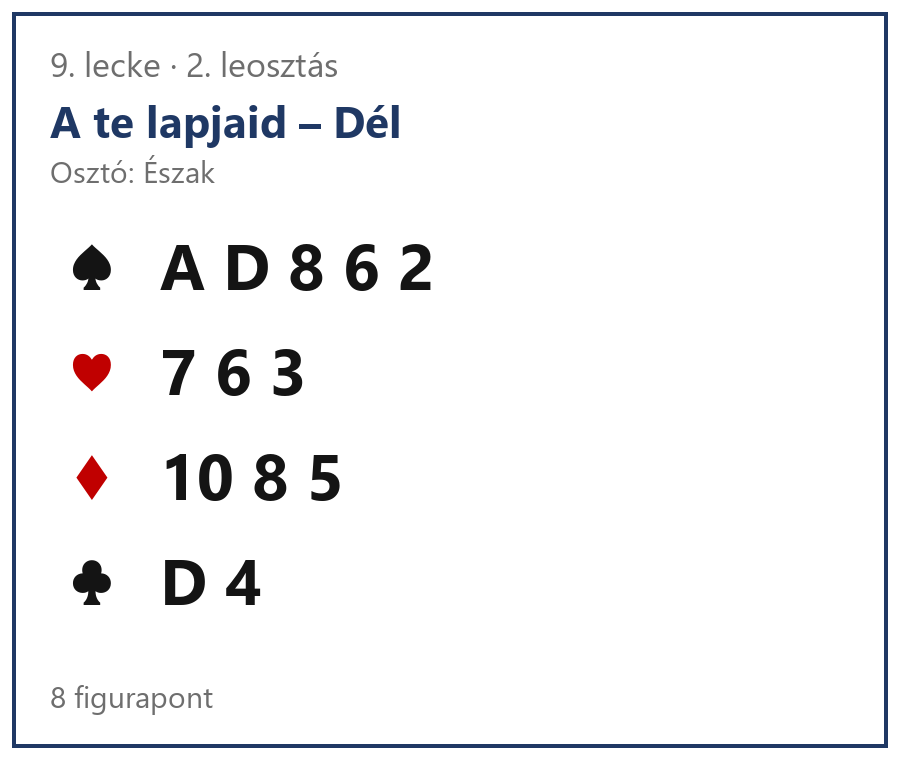 9. lecke · 2. leosztás
A te lapjaid – Dél
Osztó: Észak
♠ A D 8 6 2
♥ 7 6 3
♦ 10 8 5
♣ D 4
8 figurapont